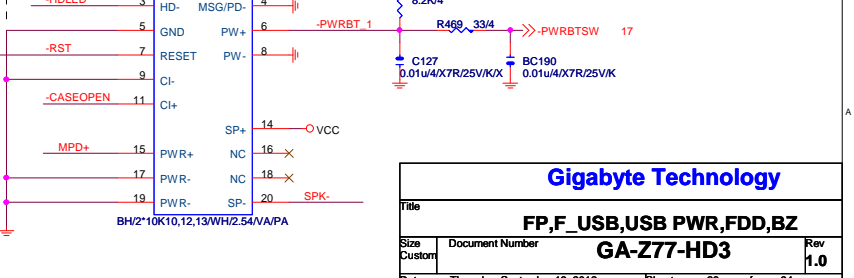 -HDLED 3 HD- MSG/PD- 4 8.2K/4
5 GND PW+ 6 -PWRBT_1 R469 33/4 -PWRBTSW 17
-RST 7 RESET PW- 8
9 CI- C127 BC190
0.01u/4/X7R/25V/K/X 0.01u/4/X7R/25V/K
-CASEOPEN 11 CI+
A
SP+ 14 VCC
MPD+ 15 PWR+ NC 16
17 PWR- NC 18
19 PWR- SP- 20 SPK-
BH/2*10K10,12,13/WH/2.54/VA/PA
Gigabyte Technology
Title
FP,F_USB,USB PWR,FDD,BZ
Size Document Number Rev
Custom GA-Z77-HD3 1.0